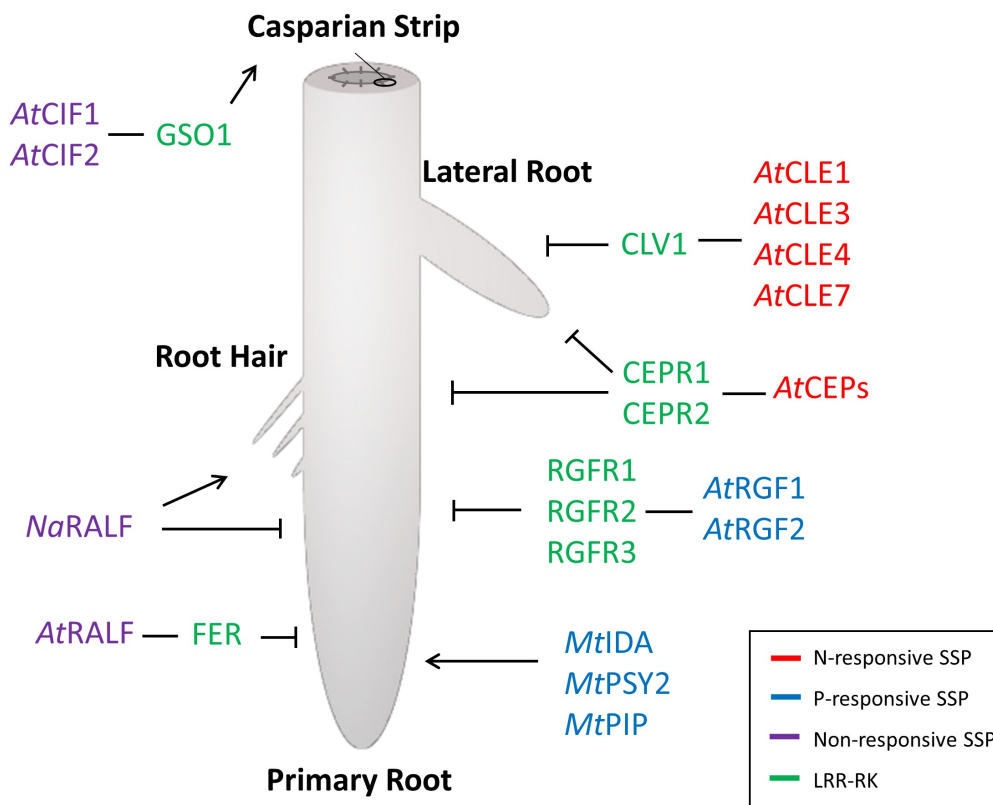 Casparian Strip
AtCIF1
AtCIF2
GSO1
Lateral Root
AtCLE1
AtCLE3
AtCLE4
AtCLE7
CLV1
Root Hair
CEPR1
CEPR2
AtCEPs
RGFR1
RGFR2
RGFR3
AtRGF1
AtRGF2
NaRALF
AtRALF
FER
MtIDA
MtPSY2
MtPIP
Primary Root
N-responsive SSP
P-responsive SSP
Non-responsive SSP
LRR-RK